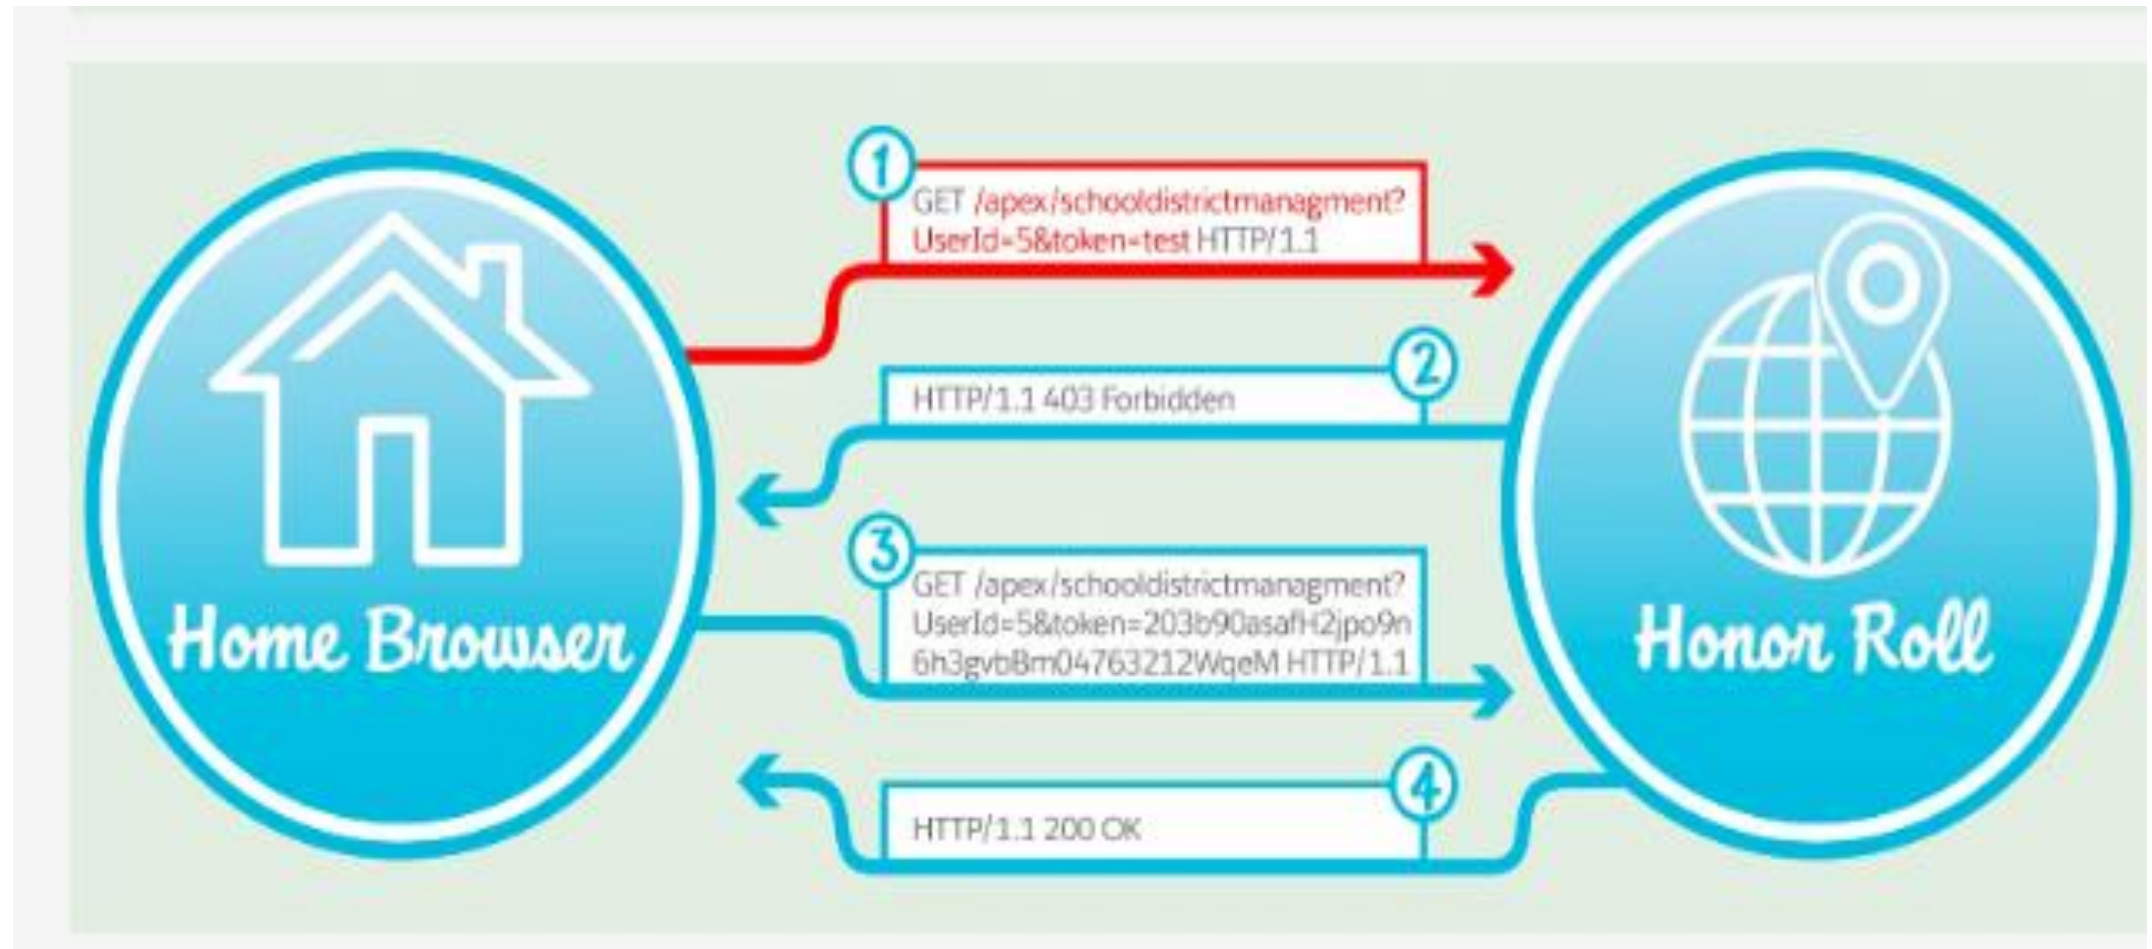 1
GET /apex/schooldistrictmanagment?
UserId=5&token=test HTTP/1.1
2
HTTP/1.1 403 Forbidden
3
GET /apex/schooldistrictmanagment?
UserId=5&token=203b90asafH2jpo9n
6h3gvbBm04763212WqeM HTTP/1.1
4
HTTP/1.1 200 OK
Home Browser
Honor Roll